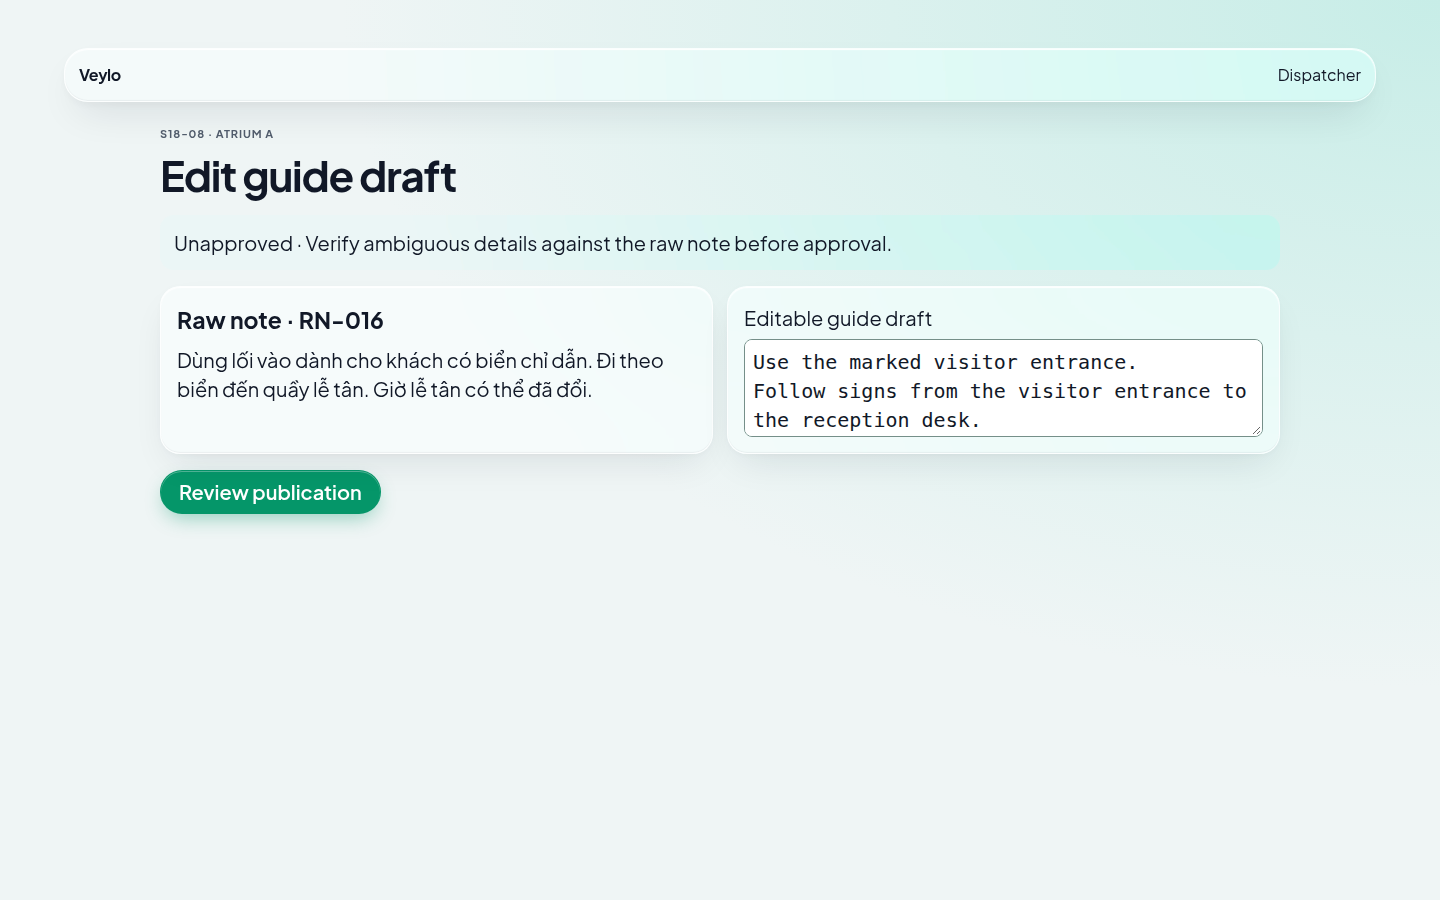 Veylo
Dispatcher
S18-08 · ATRIUM A
Edit guide draft
Unapproved · Verify ambiguous details against the raw note before approval.
Raw note · RN-016
Dùng lối vào dành cho khách có biển chỉ dẫn. Đi theo
biển đến quầy lễ tân. Giờ lễ tân có thể đã đổi.
Editable guide draft
Use the marked visitor entrance.
Follow signs from the visitor entrance to
the reception desk.
Review publication